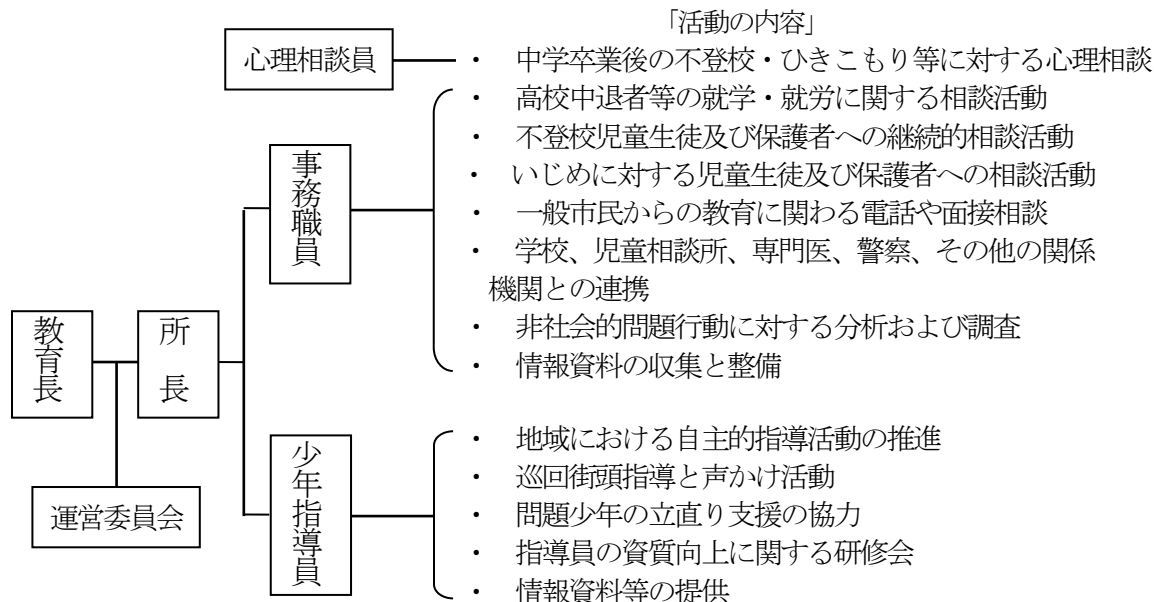 「活動の内容」
心理相談員
・ 中学卒業後の不登校・ひきこもり等に対する心理相談
・ 高校中退者等の就学・就労に関する相談活動
・ 不登校児童生徒及び保護者への継続的相談活動
・ いじめに対する児童生徒及び保護者への相談活動
・ 一般市民からの教育に関わる電話や面接相談
・ 学校、児童相談所、専門医、警察、その他の関係
機関との連携
・ 非社会的問題行動に対する分析および調査
・ 情報資料の収集と整備
事務職員
教育長
所長
運営委員会
少年指導員
・ 地域における自主的指導活動の推進
・ 巡回街頭指導と声かけ活動
・ 問題少年の立直り支援の協力
・ 指導員の資質向上に関する研修会
・ 情報資料等の提供